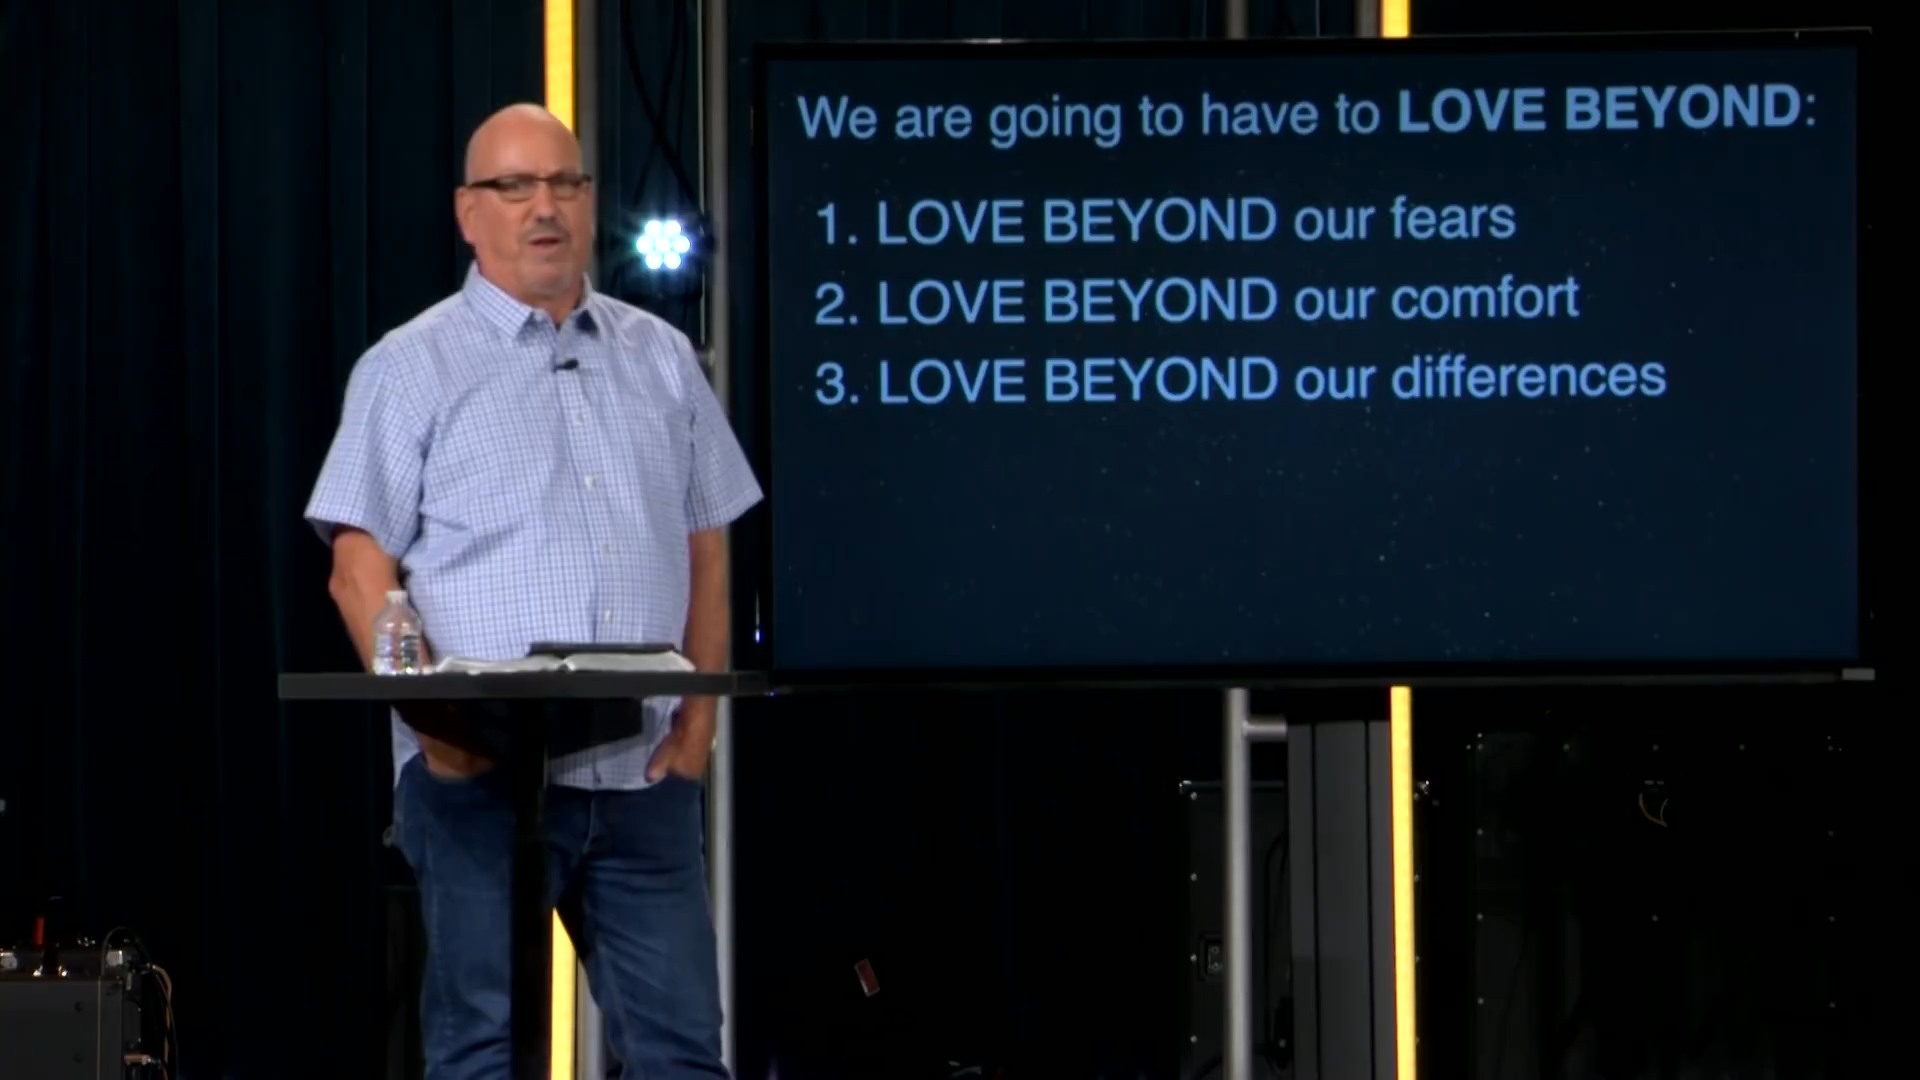 We are going to have to LOVE BEYOND:
1. LOVE BEYOND our fears
2. LOVE BEYOND our comfort
3. LOVE BEYOND our differences